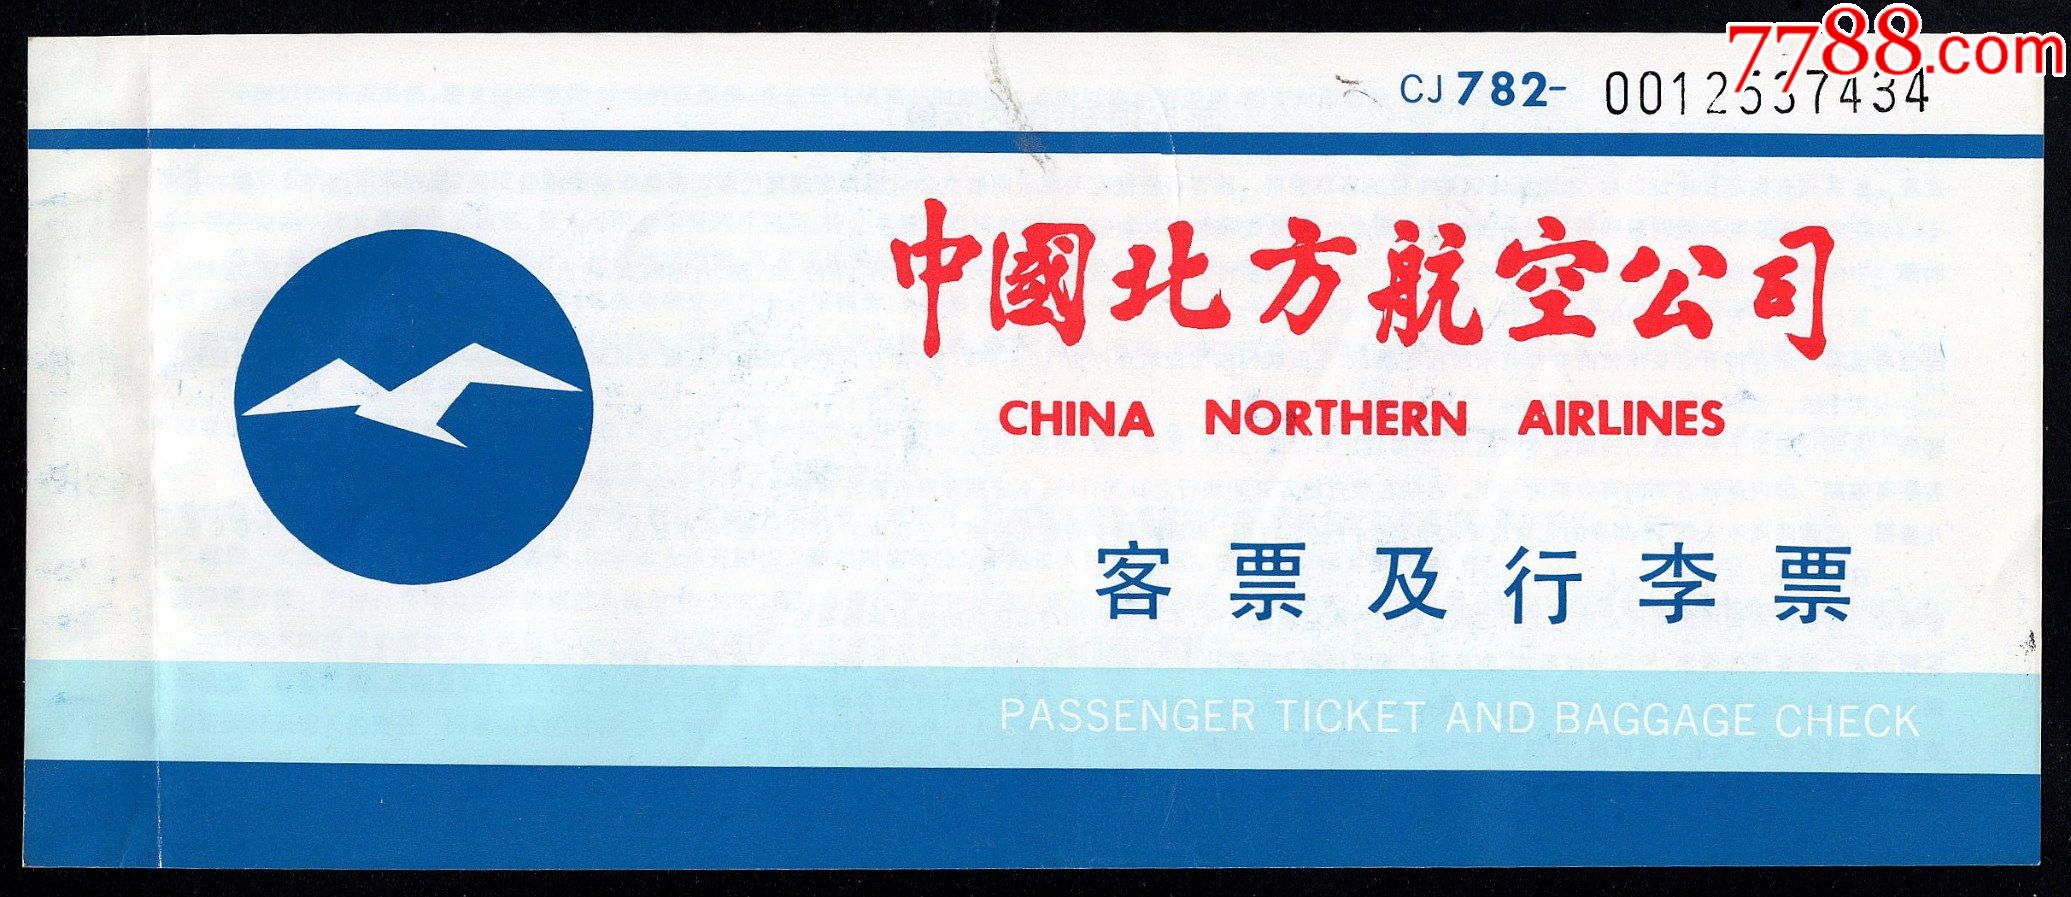 7788.com
CJ 782- 0012537434
中國北方航空公司
CHINA NORTHERN AIRLINES
客票及行李票
PASSENGER TICKET AND BAGGAGE CHECK